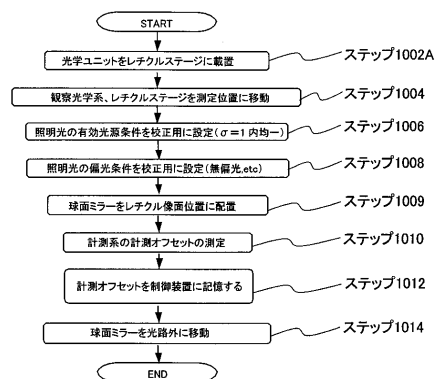 START
光学ユニットをレチクルステージに載置
ステップ1002A
観察光学系、レチクルステージを測定位置に移動
ステップ1004
照明光の有効光源条件を校正用に設定(σ=1内均一)
ステップ1006
照明光の偏光条件を校正用に設定(無偏光,etc)
ステップ1008
球面ミラーをレチクル像面位置に配置
ステップ1009
計測系の計測オフセットの測定
ステップ1010
計測オフセットを制御装置に記憶する
ステップ1012
球面ミラーを光路外に移動
ステップ1014
END